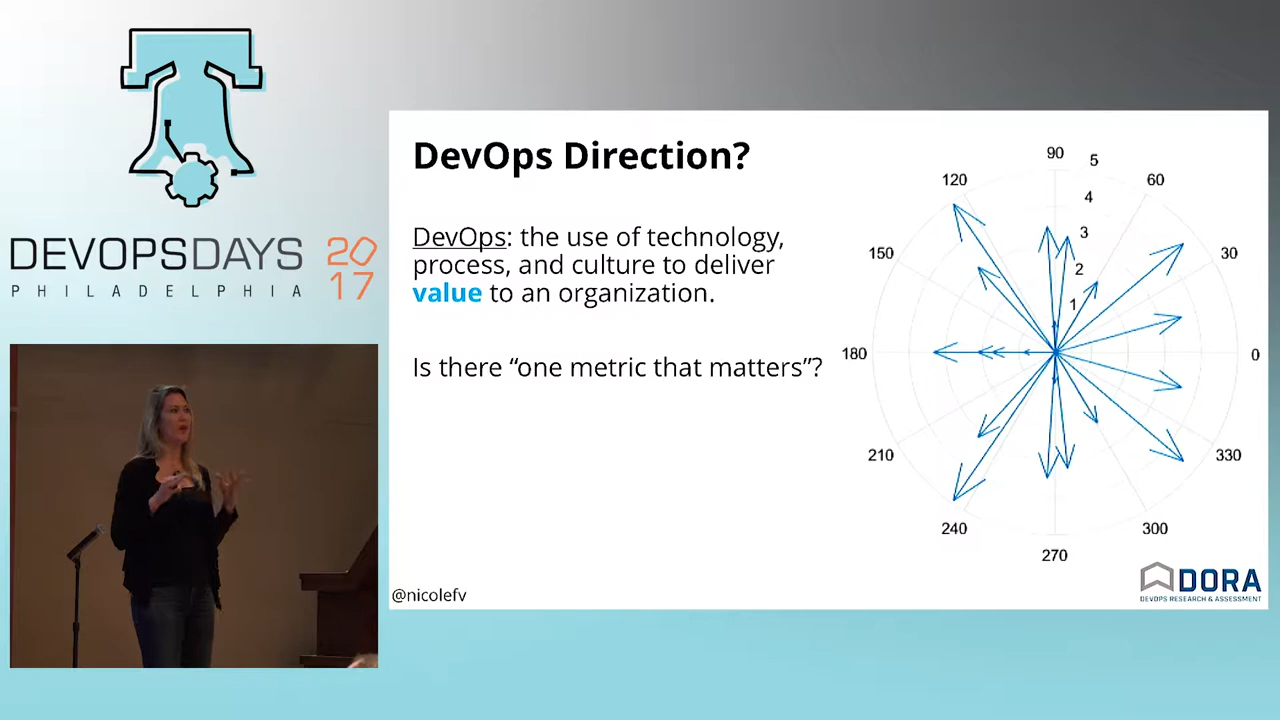 DEVOPSDAYS 20
PHILADELPHIA 17
DevOps Direction?
DevOps: the use of technology,
process, and culture to deliver
value to an organization.
Is there “one metric that matters”?
90
5
120
60
4
3
150
30
2
1
180
0
210
330
240
300
270
@nicolefv
DORA
DEVOPS RESEARCH & ASSESSMENT